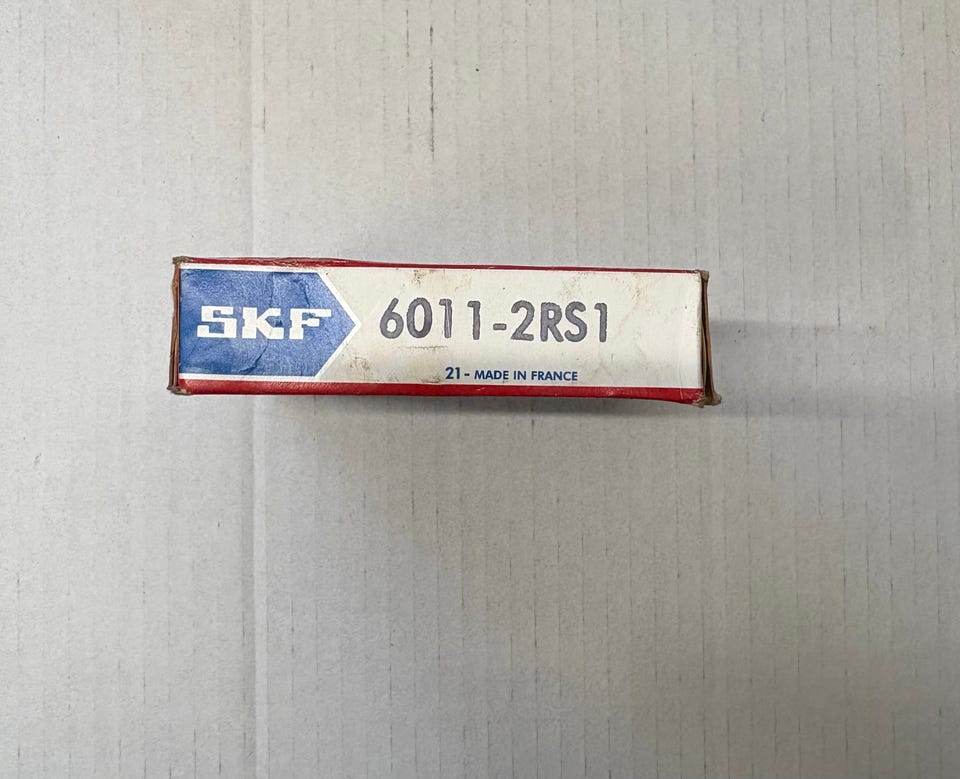 SKF
6011-2RS1
21 - MADE IN FRANCE